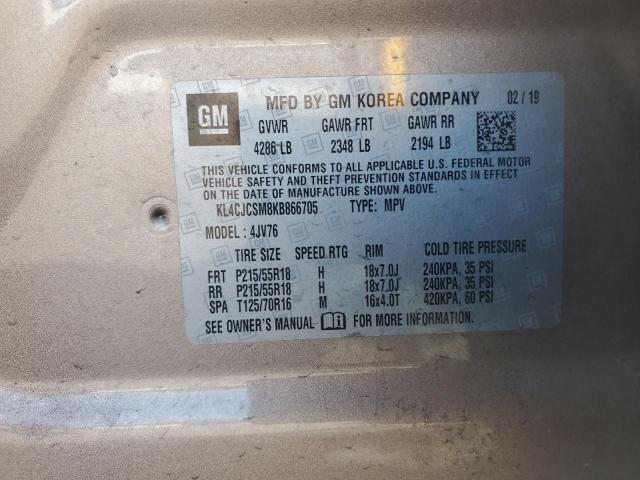 GM MFD BY GM KOREA COMPANY 02 / 19
GVWR GAWR FRT GAWR RR
4286 LB 2348 LB 2194 LB
THIS VEHICLE CONFORMS TO ALL APPLICABLE U.S. FEDERAL MOTOR
VEHICLE SAFETY AND THEFT PREVENTION STANDARDS IN EFFECT
ON THE DATE OF MANUFACTURE SHOWN ABOVE.
KL4CJCSM8KB866705 TYPE: MPV
MODEL: 4JV76
TIRE SIZE SPEED RTG RIM COLD TIRE PRESSURE
FRT P215/55R18 H 18x7.0J 240KPA, 35 PSI
RR P215/55R18 H 18x7.0J 240KPA, 35 PSI
SPA T125/70R16 M 16x4.0T 420KPA, 60 PSI
SEE OWNER'S MANUAL FOR MORE INFORMATION.